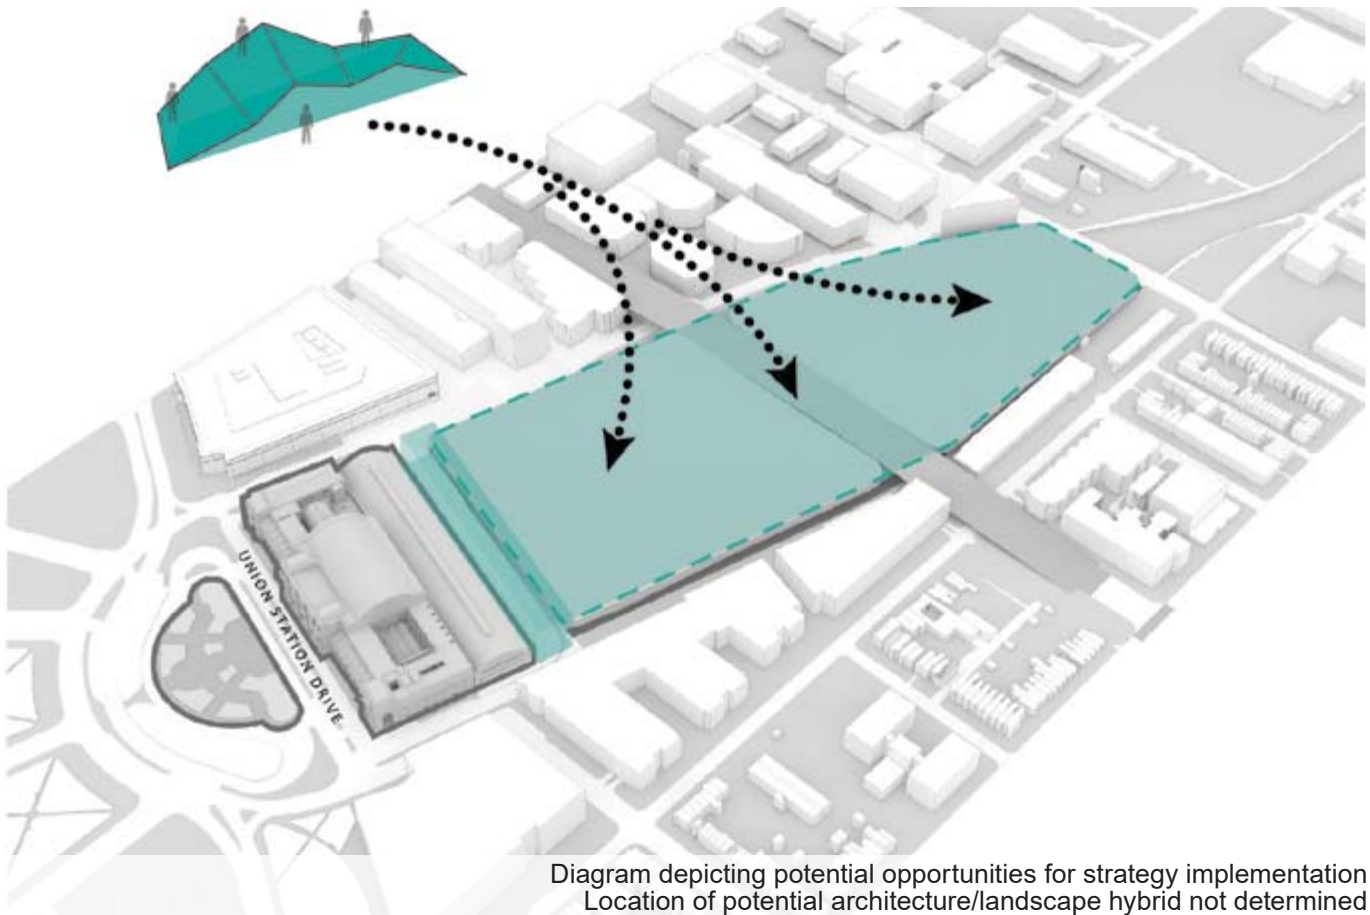 UNION STATION DRIVE
Diagram depicting potential opportunities for strategy implementation
Location of potential architecture/landscape hybrid not determined